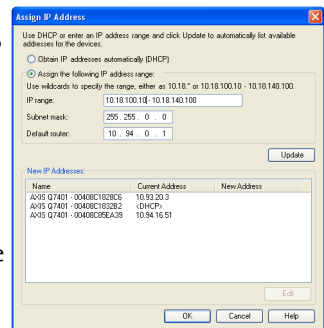 Assign IP Address
Use DHCP or enter an IP address range and click Update to automatically list available
addresses for the devices.
Obtain IP addresses automatically (DHCP)
Assign the following IP address range:
Use wildcards to specify the range, either as 10.18.* or 10.18.100.10 - 10.18.140.100.
IP range: 10.18.100.10 - 10.18.140.100
Subnet mask: 255 . 255 . 0 . 0
Default router: 10 . 94 . 0 . 1
Update
New IP Addresses:
Name Current Address New Address
AXIS Q7401 - 00408C1828C6 10.93.20.3
AXIS Q7401 - 00408C1832B2 <DHCP>
AXIS Q7401 - 00408C85EA39 10.94.16.51
Edit
OK Cancel Help